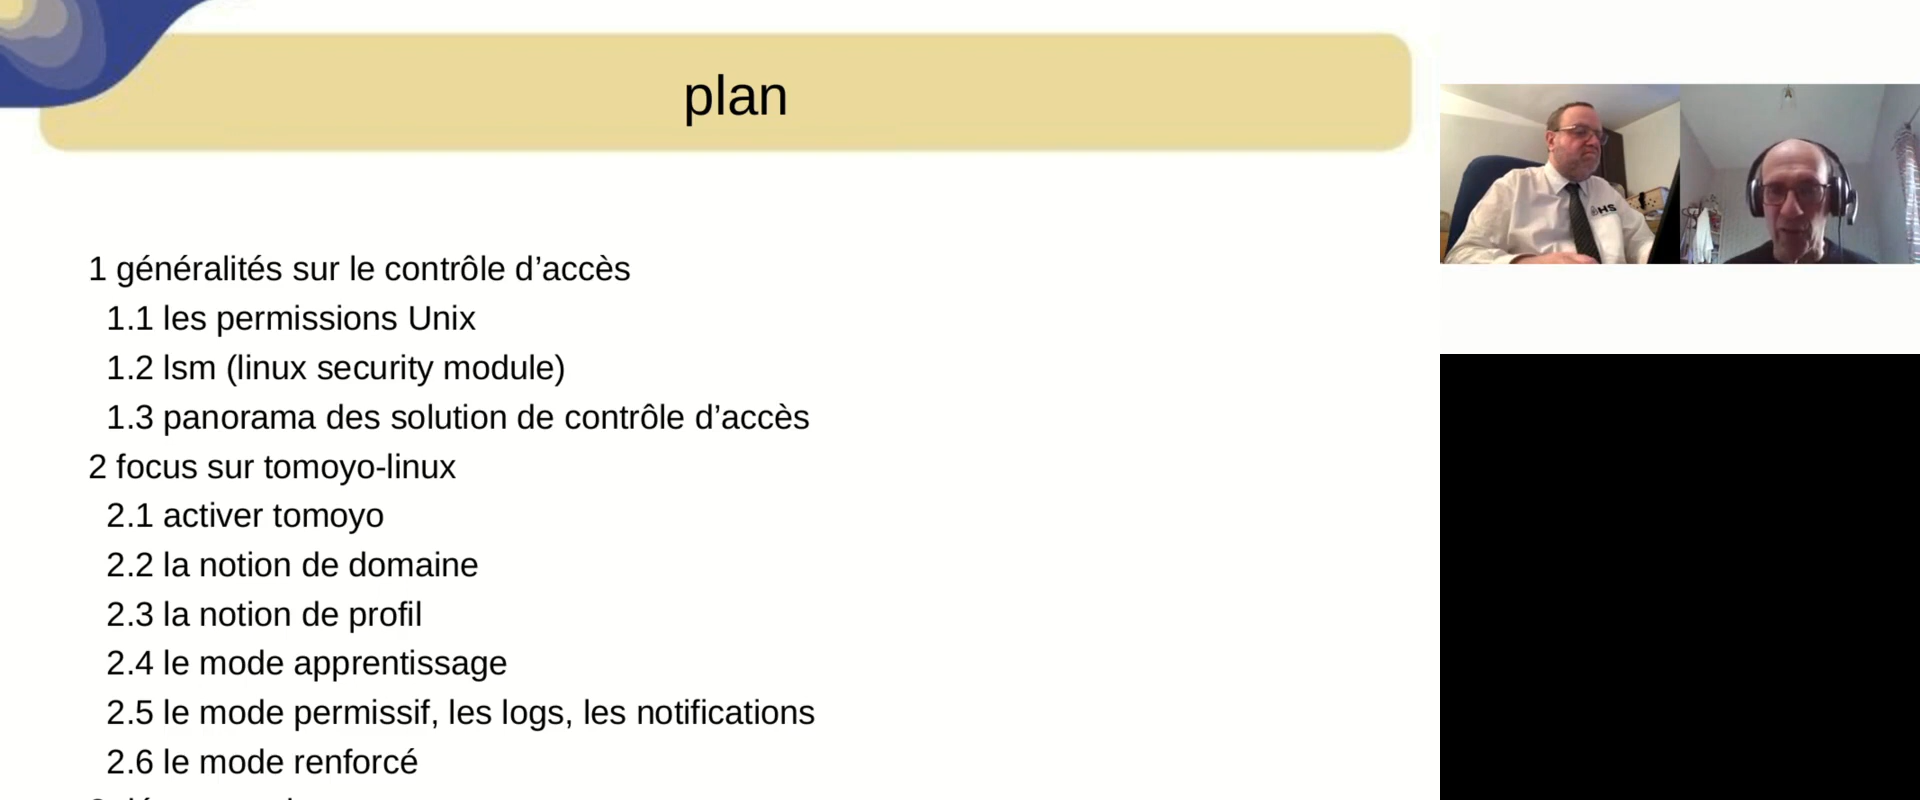 plan
1 généralités sur le contrôle d’accès
1.1 les permissions Unix
1.2 lsm (linux security module)
1.3 panorama des solution de contrôle d’accès
2 focus sur tomoyo-linux
2.1 activer tomoyo
2.2 la notion de domaine
2.3 la notion de profil
2.4 le mode apprentissage
2.5 le mode permissif, les logs, les notifications
2.6 le mode renforcé
HS